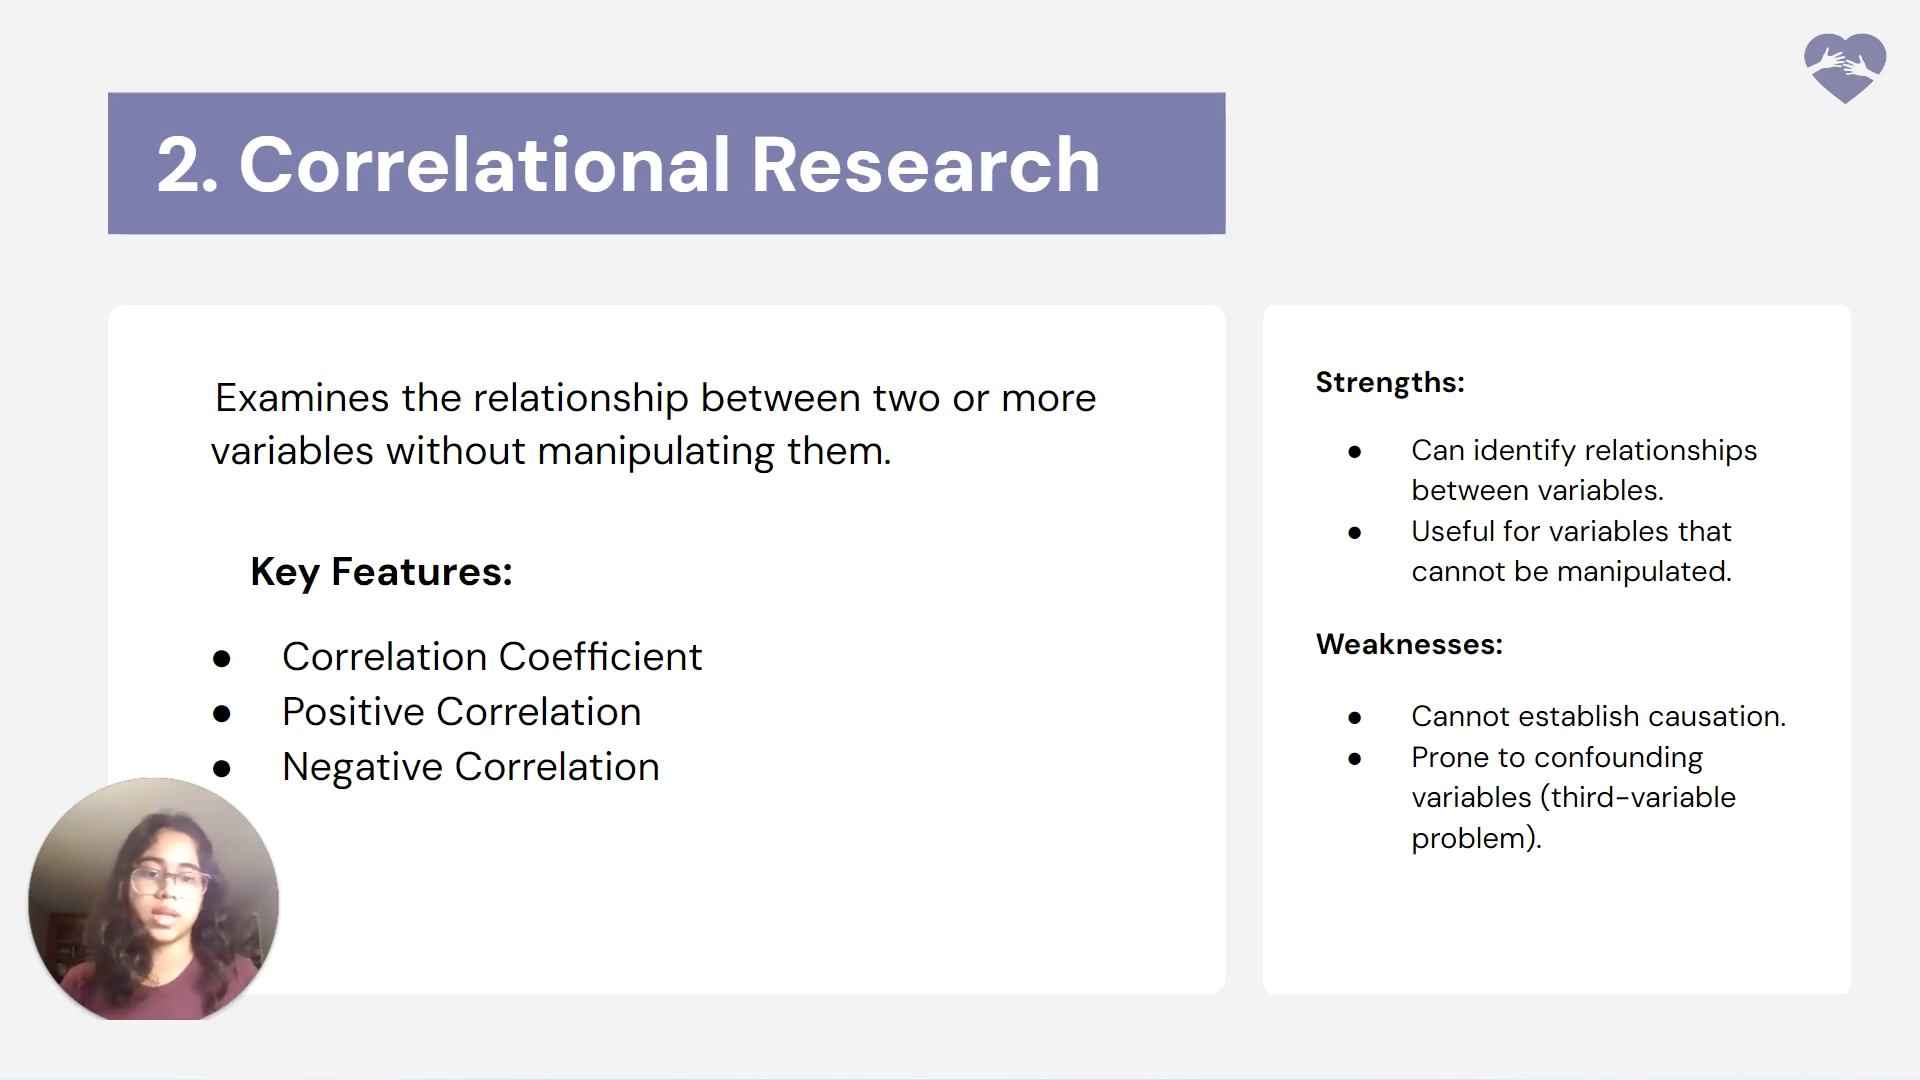 2. Correlational Research
Examines the relationship between two or more
variables without manipulating them.
Key Features:
● Correlation Coefficient
● Positive Correlation
● Negative Correlation
Strengths:
● Can identify relationships
between variables.
● Useful for variables that
cannot be manipulated.
Weaknesses:
● Cannot establish causation.
● Prone to confounding
variables (third-variable
problem).